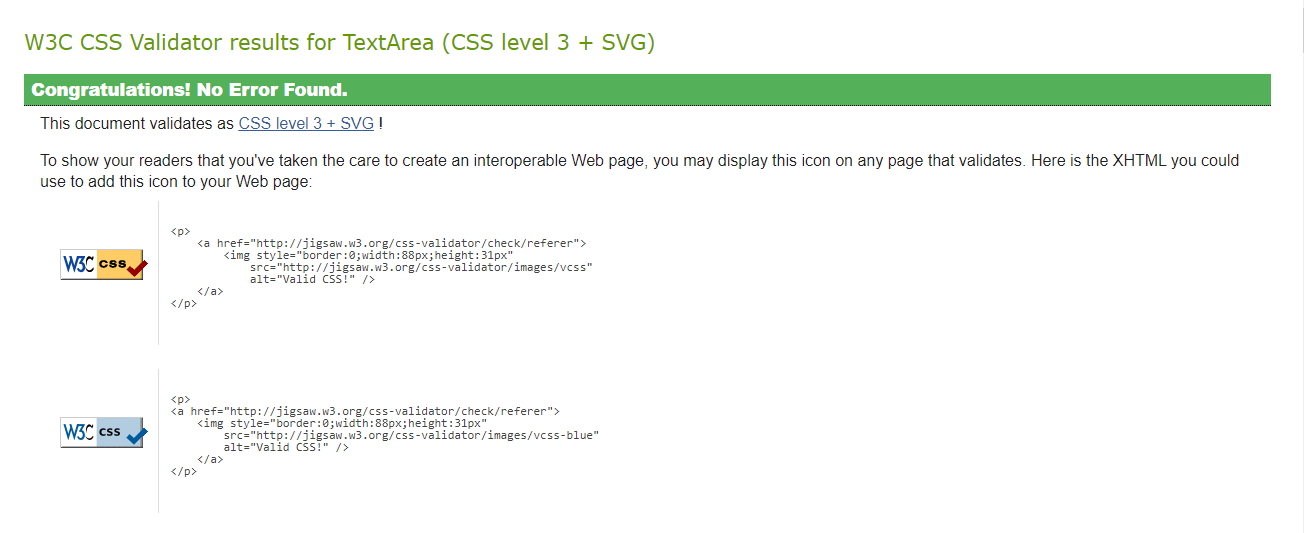 W3C CSS Validator results for TextArea (CSS level 3 + SVG)
Congratulations! No Error Found.
This document validates as CSS level 3 + SVG !
To show your readers that you've taken the care to create an interoperable Web page, you may display this icon on any page that validates. Here is the XHTML you could
use to add this icon to your Web page:
W3C css
<p>
<a href="http://jigsaw.w3.org/css-validator/check/referer">
<img style="border:0;width:88px;height:31px"
src="http://jigsaw.w3.org/css-validator/images/vcss"
alt="Valid CSS!" />
</a>
</p>
W3C css
<p>
<a href="http://jigsaw.w3.org/css-validator/check/referer">
<img style="border:0;width:88px;height:31px"
src="http://jigsaw.w3.org/css-validator/images/vcss-blue"
alt="Valid CSS!" />
</a>
</p>